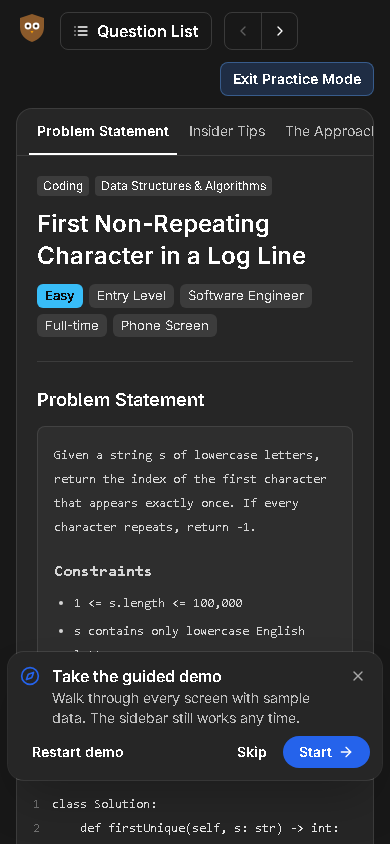 Question List
Exit Practice Mode
Problem Statement Insider Tips The Approach
Coding Data Structures & Algorithms
First Non-Repeating
Character in a Log Line
Easy Entry Level Software Engineer
Full-time Phone Screen
Problem Statement
Given a string s of lowercase letters,
return the index of the first character
that appears exactly once. If every
character repeats, return -1.
Constraints
• 1 <= s.length <= 100,000
• s contains only lowercase English
Take the guided demo
Walk through every screen with sample
data. The sidebar still works any time.
Restart demo Skip Start
1 class Solution:
2 def firstUnique(self, s: str) -> int: